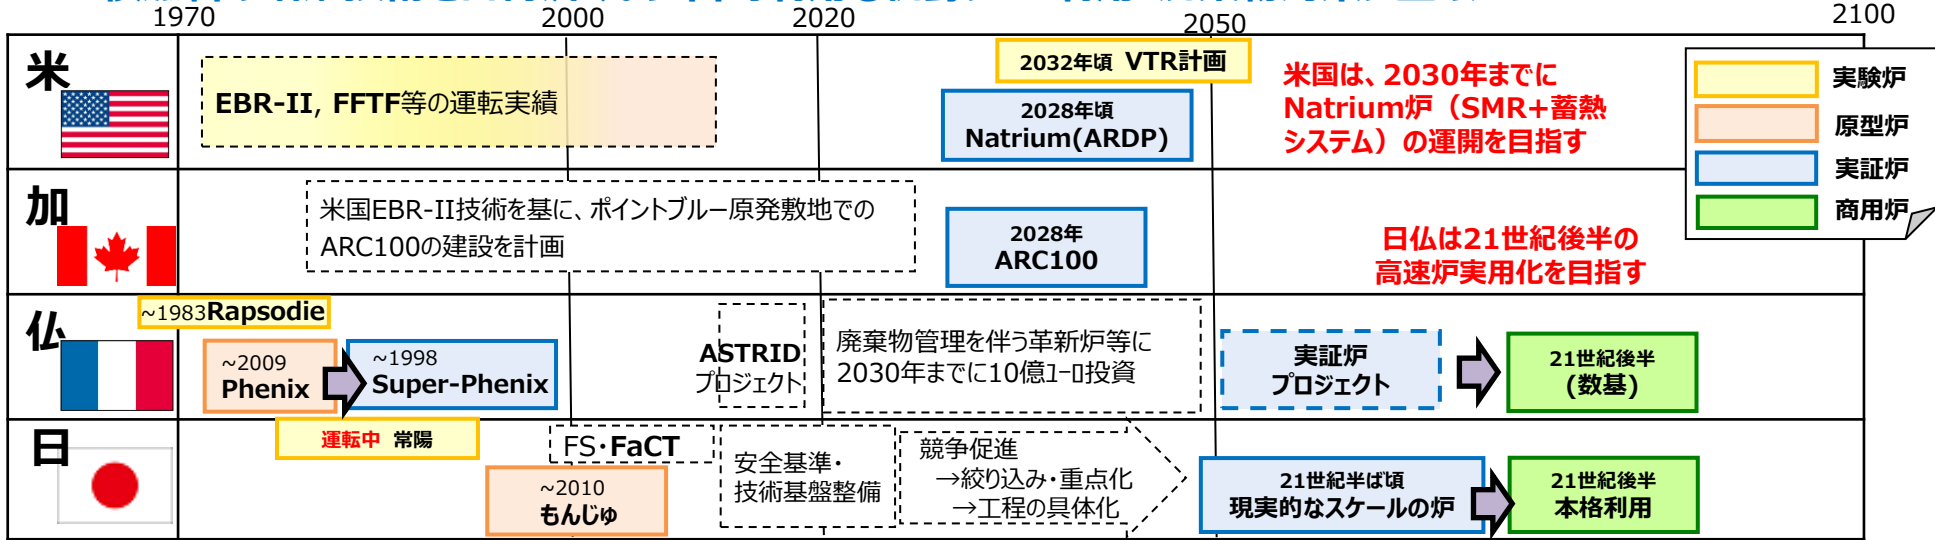 1970
2000
2020
2050
2100
米
EBR-II, FFTF等の運転実績
2032年頃 VTR計画
2028年頃
Natrium(ARDP)
米国は、2030年までに
Natrium炉（SMR+蓄熱
システム）の運開を目指す
実験炉
原型炉
実証炉
商用炉
加
米国EBR-II技術を基に、ポイントブルー原発敷地での
ARC100の建設を計画
2028年
ARC100
日仏は21世紀後半の
高速炉実用化を目指す
仏
~1983Rapsodie
~2009
Phenix
~1998
Super-Phenix
ASTRID
プロジェクト
廃棄物管理を伴う革新炉等に
2030年までに10億ﾕｰﾛ投資
実証炉
プロジェクト
21世紀後半
(数基)
日
運転中 常陽
~2010
もんじゅ
FS・FaCT
安全基準・
技術基盤整備
競争促進
→絞り込み・重点化
→工程の具体化
21世紀半ば頃
現実的なスケールの炉
21世紀後半
本格利用